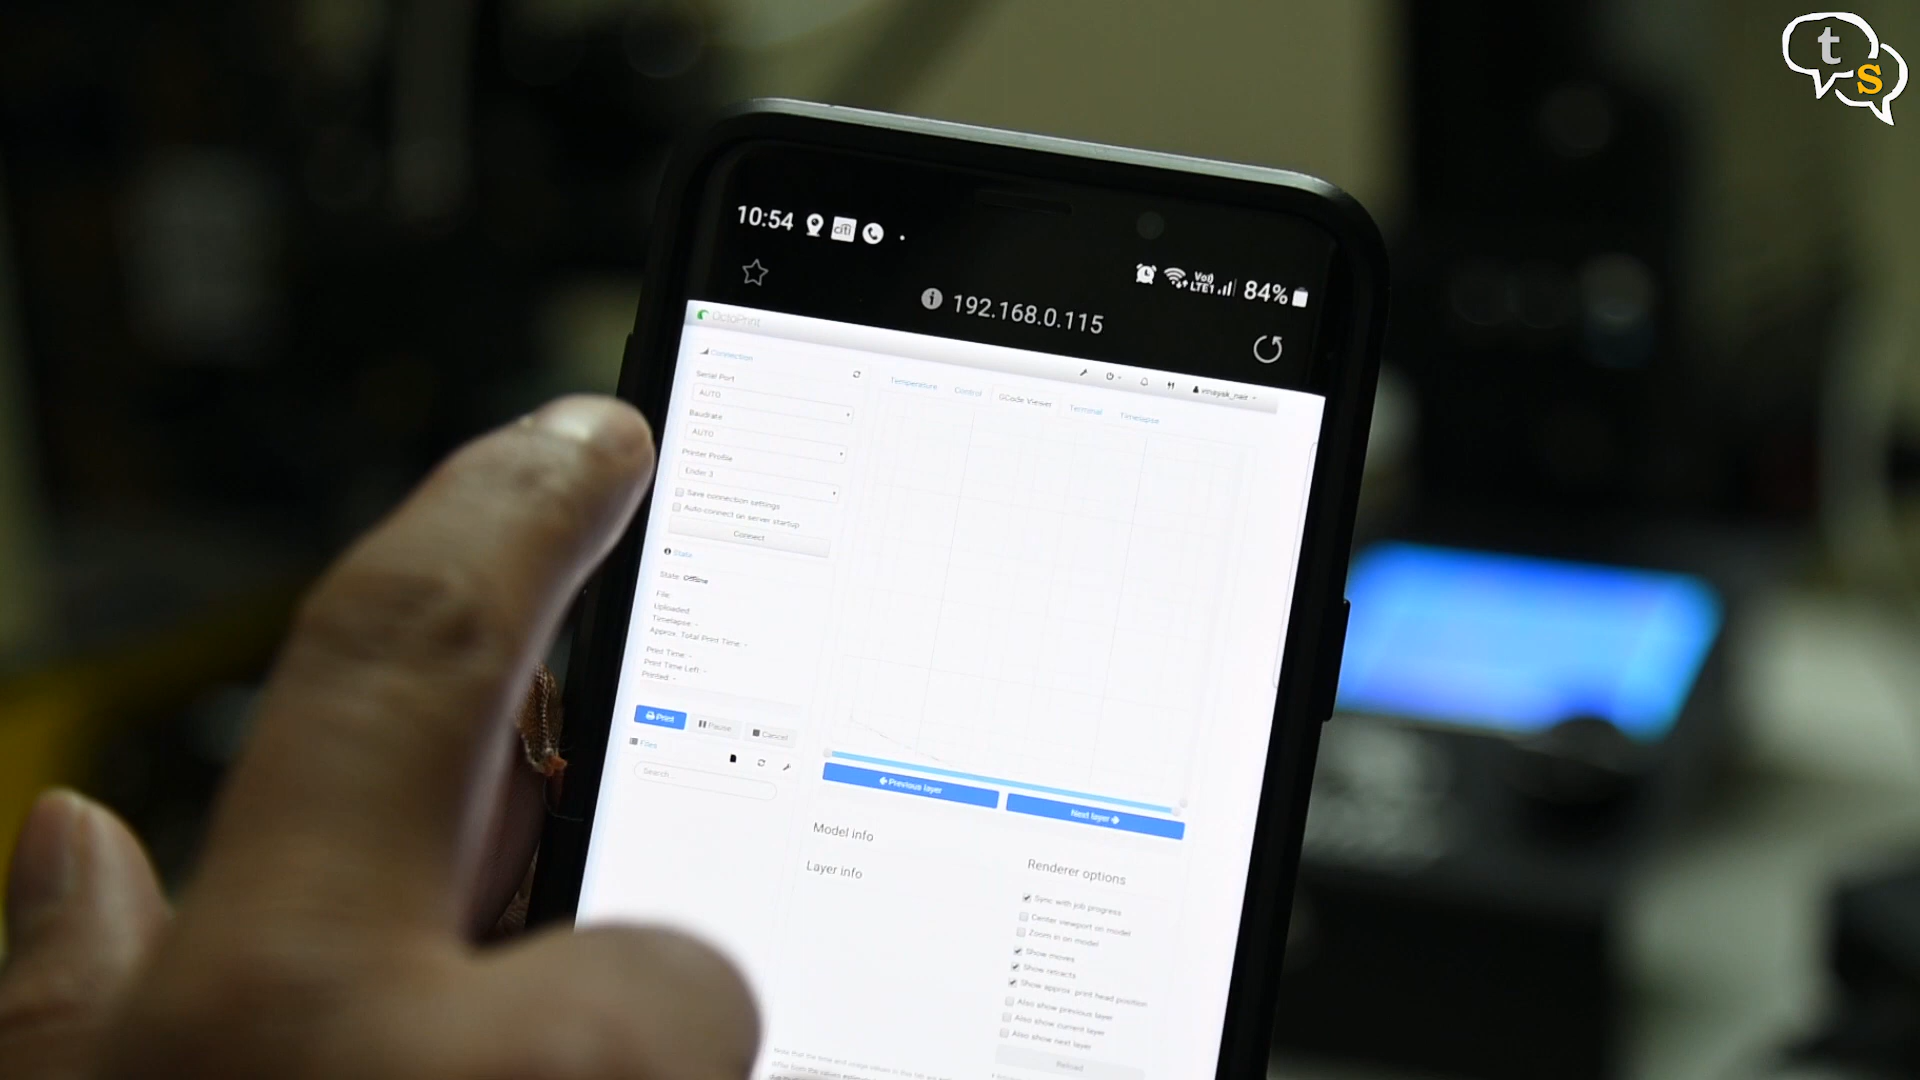 ts
10:54 citi
Vo)) LTE1 84%
192.168.0.115
OctoPrint
vinayak_nair
Connection
Serial Port
AUTO
Baudrate
AUTO
Printer Profile
Ender 3
Save connection settings
Auto-connect on server startup
Connect
State
State: Offline
File:
Uploaded:
Timelapse: -
Approx. Total Print Time: -
Print Time: -
Print Time Left: -
Printed: -
Print Pause Cancel
Files
Search...
Temperature Control GCode Viewer Terminal Timelapse
Previous layer Next layer
Model info
Layer info
Renderer options
Sync with job progress
Center viewport on model
Zoom in on model
Show moves
Show retracts
Show approx. print head position
Also show previous layer
Also show current layer
Also show next layer
Reload